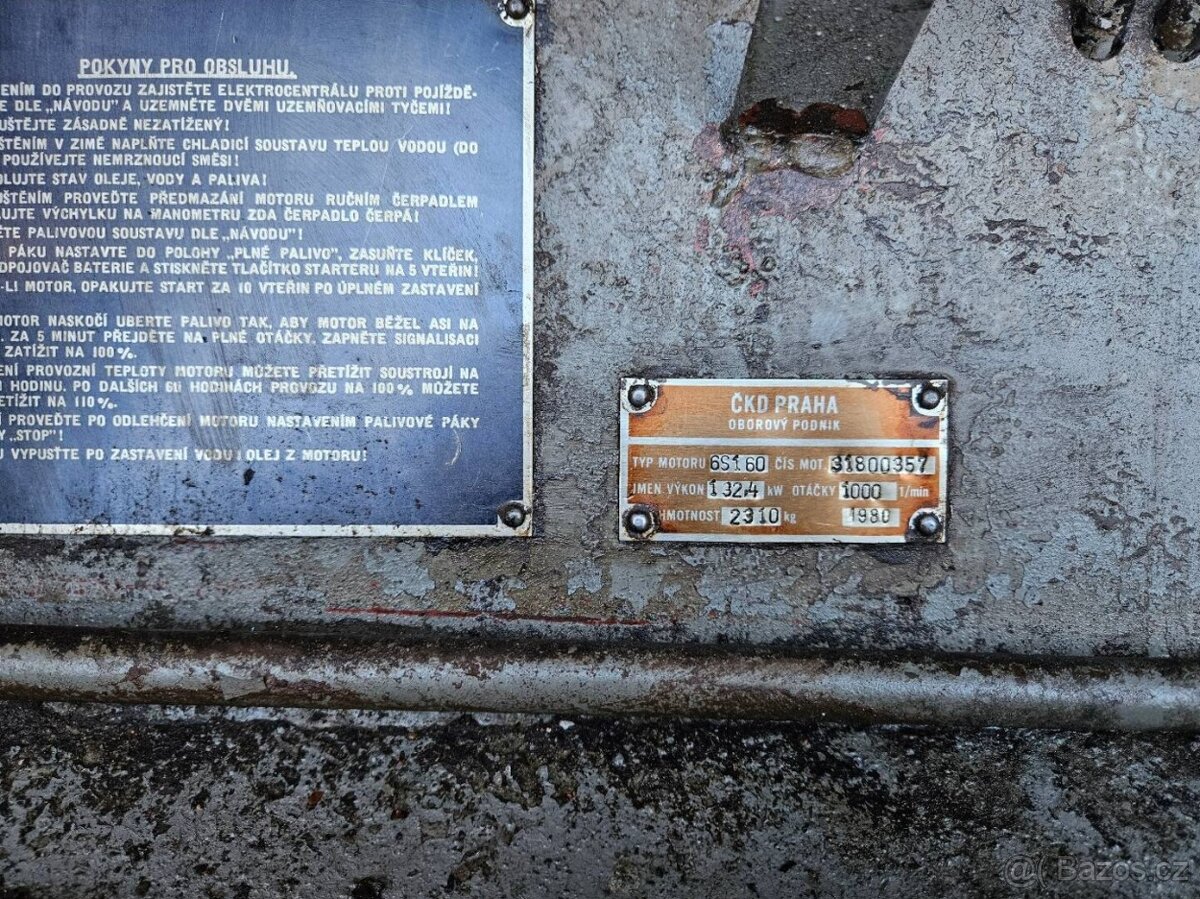 POKYNY PRO OBSLUHU.
ENÍM DO PROVOZU ZAJISTĚTE ELEKTROCENTRÁLU PROTI POJÍŽDĚ-
E DLE „NÁVODU" A UZEMNĚTE DVĚMI UZEMŇOVACÍMI TYČEMI!
UŠTĚJTE ZÁSADNĚ NEZATÍŽENÝ!
ŠTĚNÍM V ZIMĚ NAPLŇTE CHLADICÍ SOUSTAVU TEPLOU VODOU (DO
POUŽÍVEJTE NEMRZNOUCÍ SMĚSI!
OLUJTE STAV OLEJE, VODY A PALIVA!
UŠTĚNÍM PROVEĎTE PŘEDMAZÁNÍ MOTORU RUČNÍM ČERPADLEM
UJTE VÝCHYLKU NA MANOMETRU ZDA ČERPADLO ČERPÁ!
ĚTE PALIVOVOU SOUSTAVU DLE „NÁVODU"!
PÁKU NASTAVTE DO POLOHY „PLNÉ PALIVO", ZASUŇTE KLÍČEK,
DPOJOVAČ BATERIE A STISKNĚTE TLAČÍTKO STARTERU NA 5 VTEŘIN!
-LI MOTOR, OPAKUJTE START ZA 10 VTEŘIN PO ÚPLNÉM ZASTAVENÍ
MOTOR NASKOČÍ UBERTE PALIVO TAK, ABY MOTOR BĚŽEL ASI NA
. ZA 5 MINUT PŘEJDĚTE NA PLNÉ OTÁČKY. ZAPNĚTE SIGNALISACI
ZATÍŽIT NA 100%.
ENÍ PROVOZNÍ TEPLOTY MOTORU MŮŽETE PŘETÍŽIT SOUSTROJÍ NA
HODINU. PO DALŠÍCH 6 HODINÁCH PROVOZU NA 100% MŮŽETE
ETÍŽIT NA 110%.
Í PROVEĎTE PO ODLEHČENÍ MOTORU NASTAVENÍM PALIVOVÉ PÁKY
Y „STOP"!
U VYPUSŤTE PO ZASTAVENÍ VODU I OLEJ Z MOTORU!
ČKD PRAHA
OBOROVÝ PODNIK
TYP MOTORU 6S160 ČÍS MOT. 31800357
JMEN VÝKON 132,4 kW OTÁČKY 1000 1/min
HMOTNOST 2310 kg 1980
@ Bazos.cz